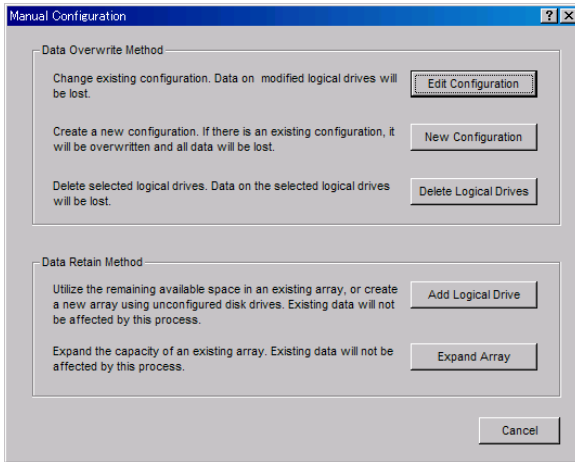 Manual Configuration
Data Overwrite Method
Change existing configuration. Data on modified logical drives will
be lost.
Edit Configuration
Create a new configuration. If there is an existing configuration, it
will be overwritten and all data will be lost.
New Configuration
Delete selected logical drives. Data on the selected logical drives
will be lost.
Delete Logical Drives
Data Retain Method
Utilize the remaining available space in an existing array, or create
a new array using unconfigured disk drives. Existing data will not
be affected by this process.
Add Logical Drive
Expand the capacity of an existing array. Existing data will not be
affected by this process.
Expand Array
Cancel